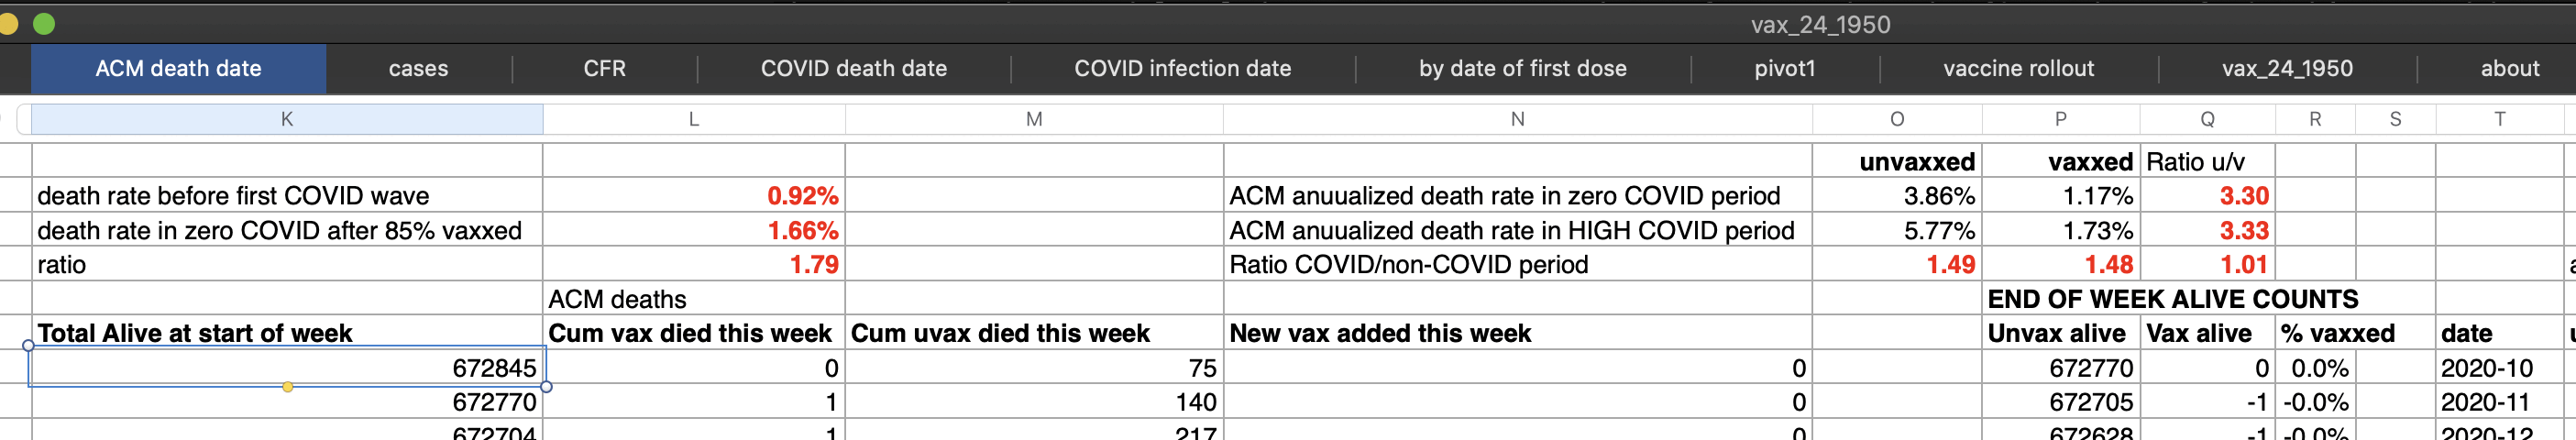 vax_24_1950
ACM death date cases CFR COVID death date COVID infection date by date of first dose pivot1 vaccine rollout vax_24_1950 about
K L M N O P Q R S T
unvaxxed vaxxed Ratio u/v
death rate before first COVID wave 0.92% ACM anuualized death rate in zero COVID period 3.86% 1.17% 3.30
death rate in zero COVID after 85% vaxxed 1.66% ACM anuualized death rate in HIGH COVID period 5.77% 1.73% 3.33
ratio 1.79 Ratio COVID/non-COVID period 1.49 1.48 1.01
ACM deaths END OF WEEK ALIVE COUNTS
Total Alive at start of week Cum vax died this week Cum uvax died this week New vax added this week Unvax alive Vax alive % vaxxed date
672845 0 75 0 672770 0 0.0% 2020-10
672770 1 140 0 672705 -1 -0.0% 2020-11
672704 1 217 0 672628 -1 -0.0% 2020-12